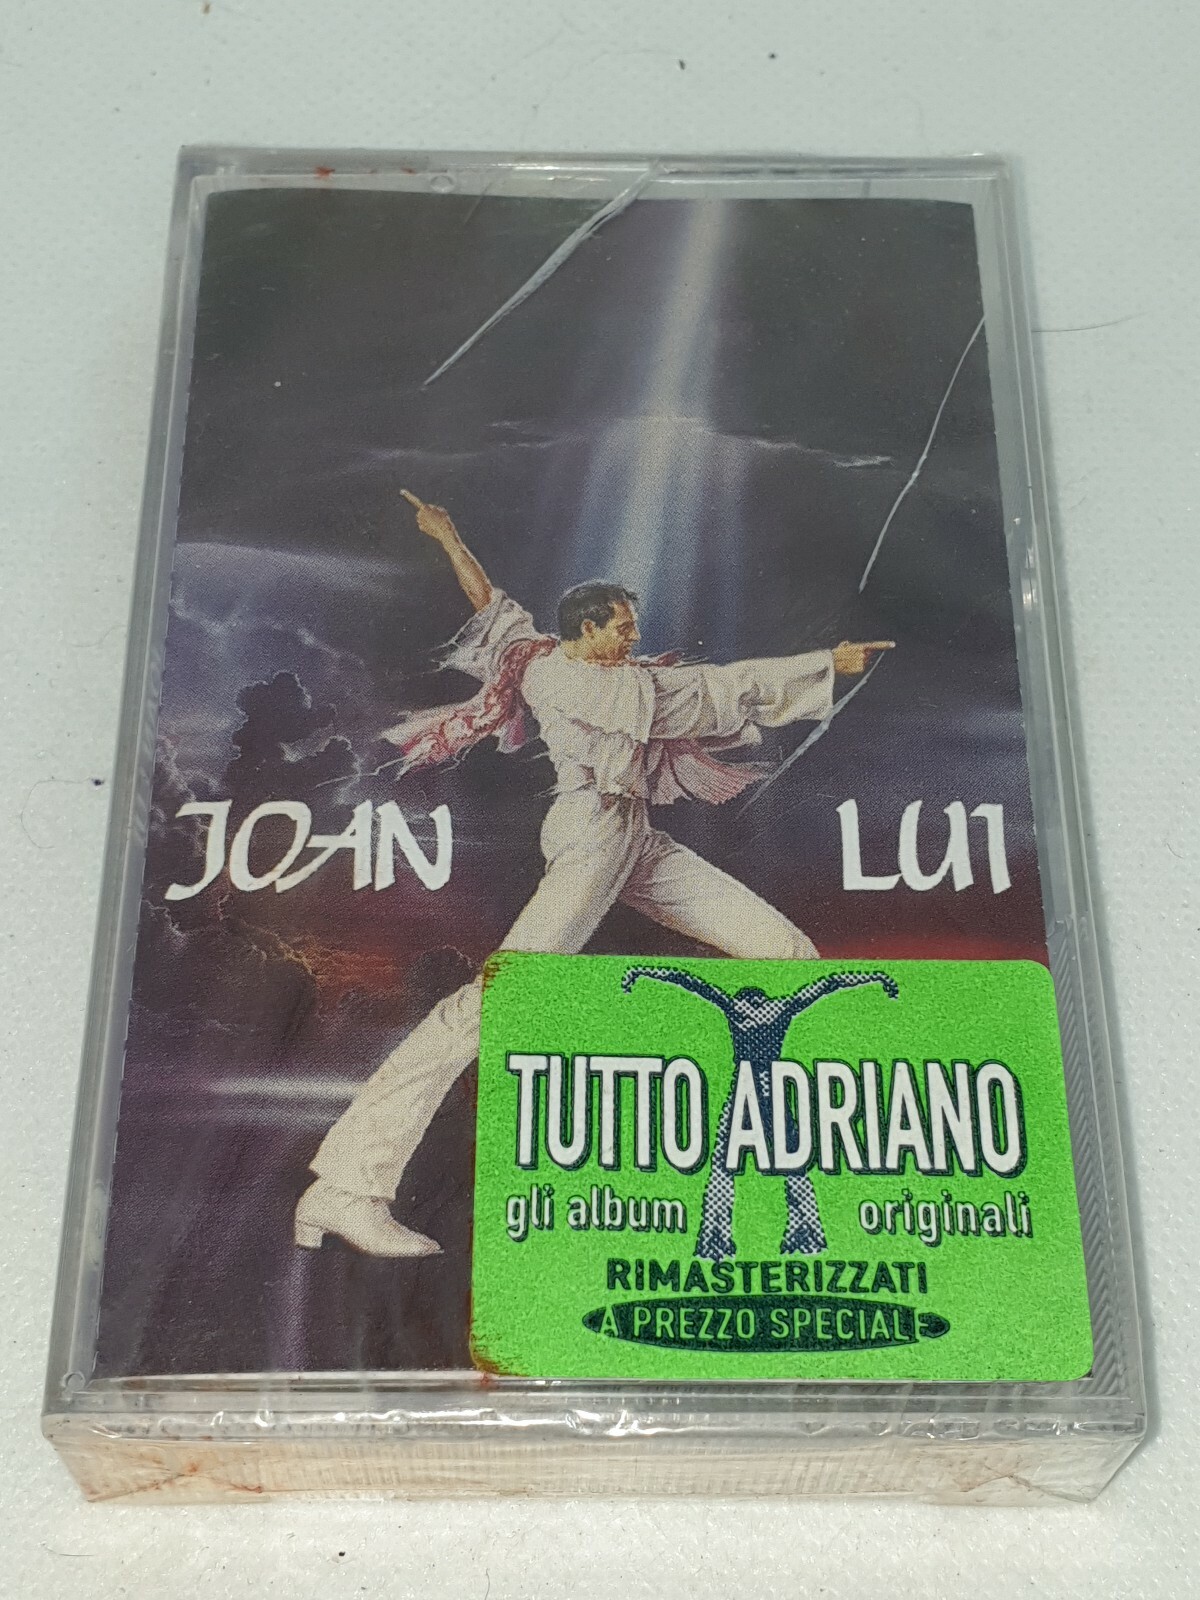 JOAN LUI
TUTTO ADRIANO
gli album originali
RIMASTERIZZATI
A PREZZO SPECIALE